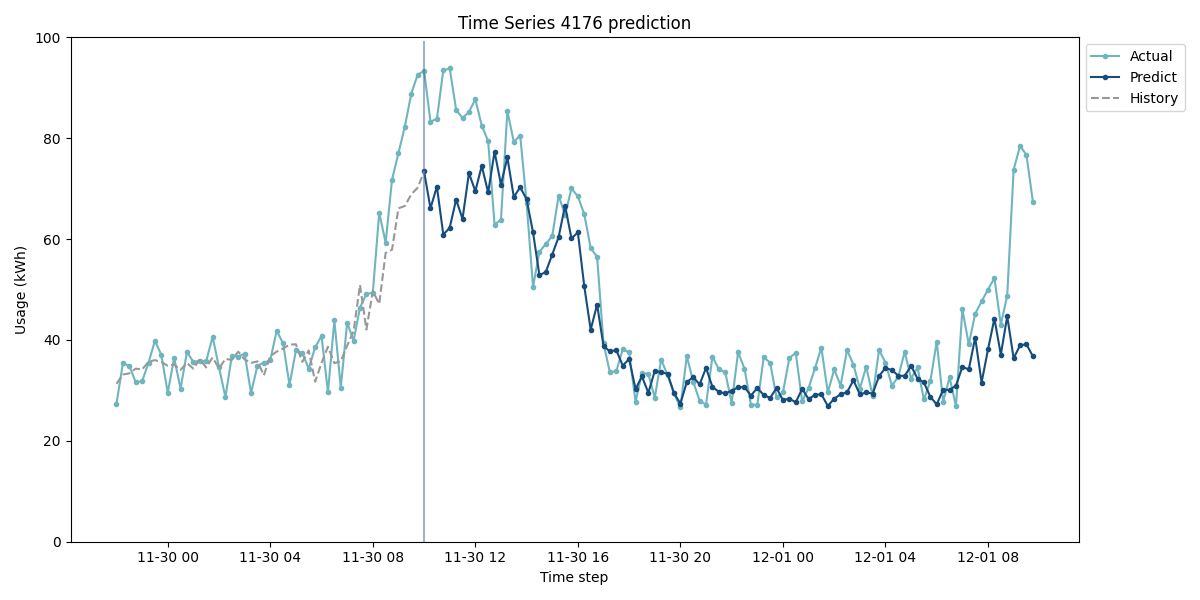 Time Series 4176 prediction
Usage (kWh)
100
80
60
40
20
0
11-30 00
11-30 04
11-30 08
11-30 12
11-30 16
11-30 20
12-01 00
12-01 04
12-01 08
Time step
Actual
Predict
History